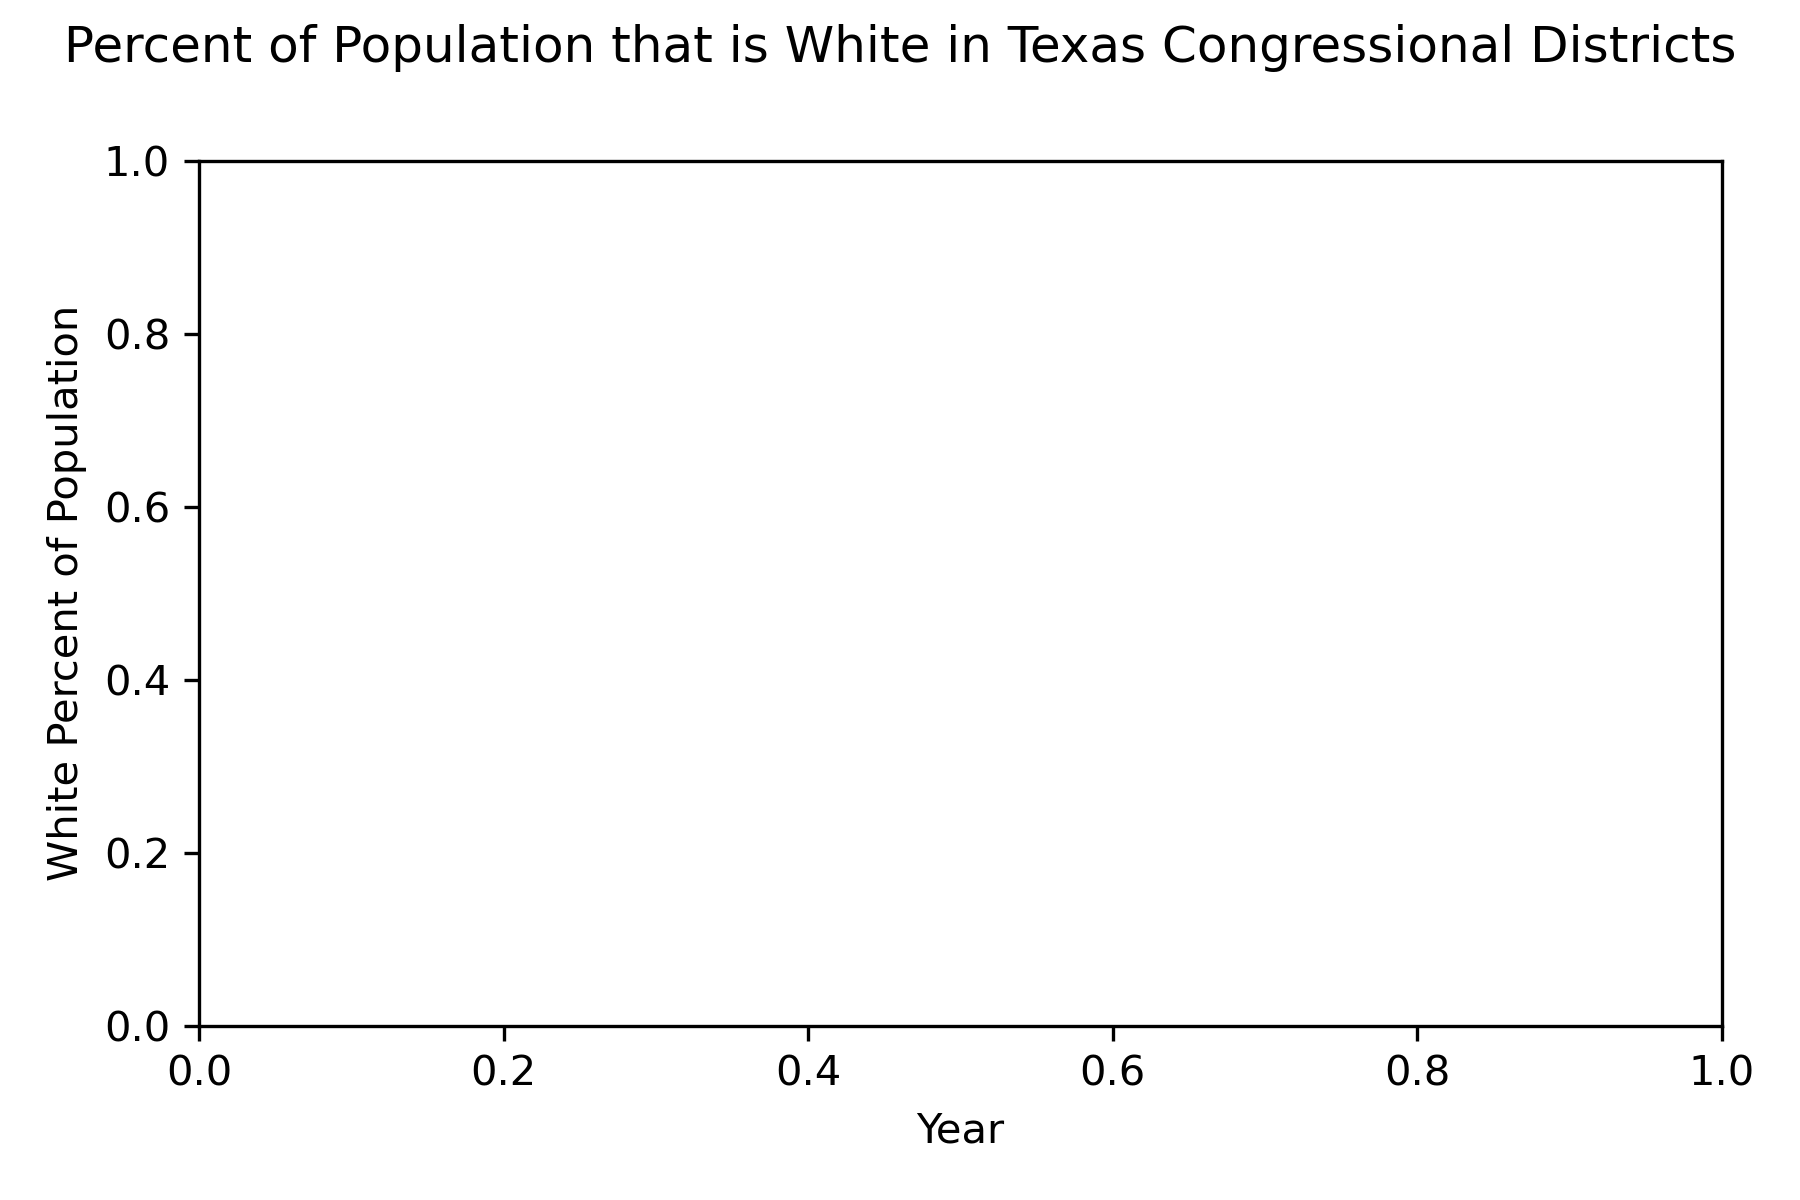 Percent of Population that is White in Texas Congressional Districts
1.0
0.8
0.6
0.4
0.2
0.0
White Percent of Population
0.0 0.2 0.4 0.6 0.8 1.0
Year